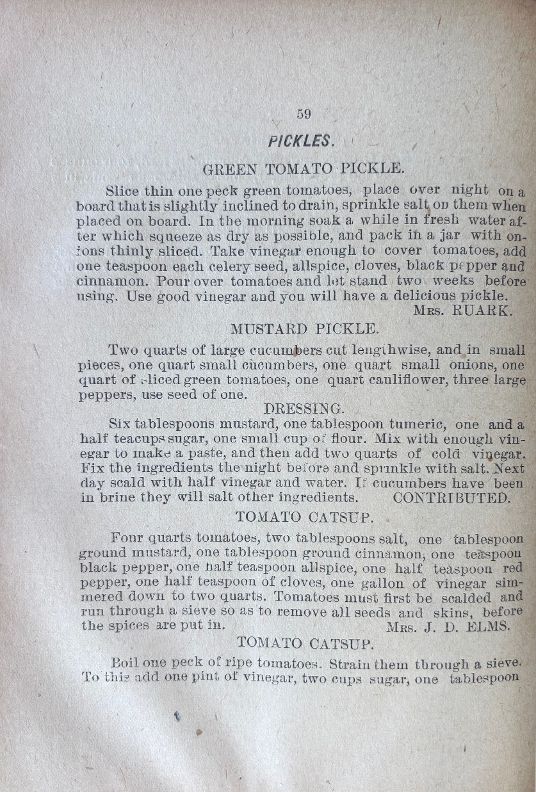 59
PICKLES.
GREEN TOMATO PICKLE.
Slice thin one peck green tomatoes, place over night on a
board that is slightly inclined to drain, sprinkle salt on them when
placed on board. In the morning soak a while in fresh water af-
ter which squeeze as dry as possible, and pack in a jar with on-
ions thinly sliced. Take vinegar enough to cover tomatoes, add
one teaspoon each celery seed, allspice, cloves, black pepper and
cinnamon. Pour over tomatoes and let stand two weeks before
using. Use good vinegar and you will have a delicious pickle.
MRS. RUARK.
MUSTARD PICKLE.
Two quarts of large cucumbers cut lengthwise, and in small
pieces, one quart small cucumbers, one quart small onions, one
quart of sliced green tomatoes, one quart cauliflower, three large
peppers, use seed of one.
DRESSING.
Six tablespoons mustard, one tablespoon tumeric, one and a
half teacups sugar, one small cup of flour. Mix with enough vin-
egar to make a paste, and then add two quarts of cold vinegar.
Fix the ingredients the night before and sprinkle with salt. Next
day scald with half vinegar and water. If cucumbers have been
in brine they will salt other ingredients. CONTRIBUTED.
TOMATO CATSUP.
Four quarts tomatoes, two tablespoons salt, one tablespoon
ground mustard, one tablespoon ground cinnamon, one teaspoon
black pepper, one half teaspoon allspice, one half teaspoon red
pepper, one half teaspoon of cloves, one gallon of vinegar sim-
mered down to two quarts. Tomatoes must first be scalded and
run through a sieve so as to remove all seeds and skins, before
the spices are put in. MRS. J. D. ELMS.
TOMATO CATSUP.
Boil one peck of ripe tomatoes. Strain them through a sieve.
To this add one pint of vinegar, two cups sugar, one tablespoon